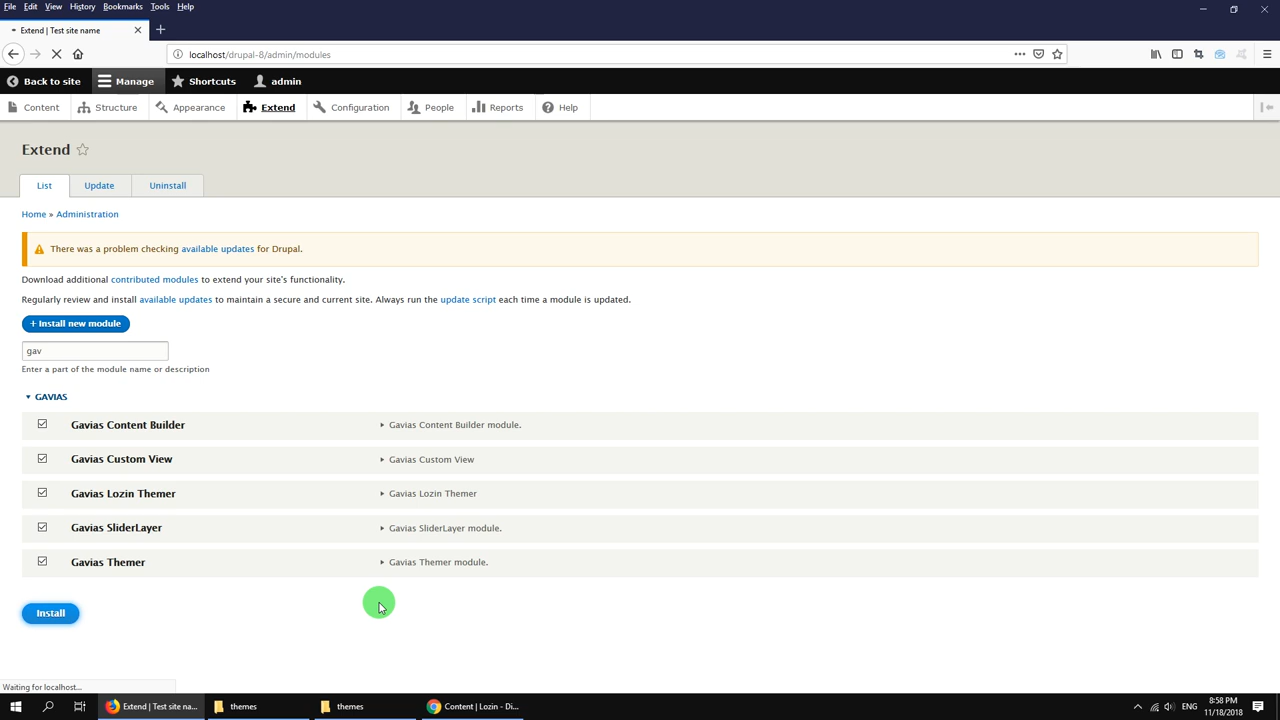 File Edit View History Bookmarks Tools Help
Extend | Test site name
localhost/drupal-8/admin/modules
Back to site Manage Shortcuts admin
Content Structure Appearance Extend Configuration People Reports Help
Extend
List Update Uninstall
Home » Administration
There was a problem checking available updates for Drupal.
Download additional contributed modules to extend your site's functionality.
Regularly review and install available updates to maintain a secure and current site. Always run the update script each time a module is updated.
+ Install new module
gav
Enter a part of the module name or description
GAVIAS
Gavias Content Builder Gavias Content Builder module.
Gavias Custom View Gavias Custom View
Gavias Lozin Themer Gavias Lozin Themer
Gavias SliderLayer Gavias SliderLayer module.
Gavias Themer Gavias Themer module.
Install
Waiting for localhost...
Extend | Test site na... themes themes Content | Lozin - Di... ENG 8:58 PM
11/18/2018